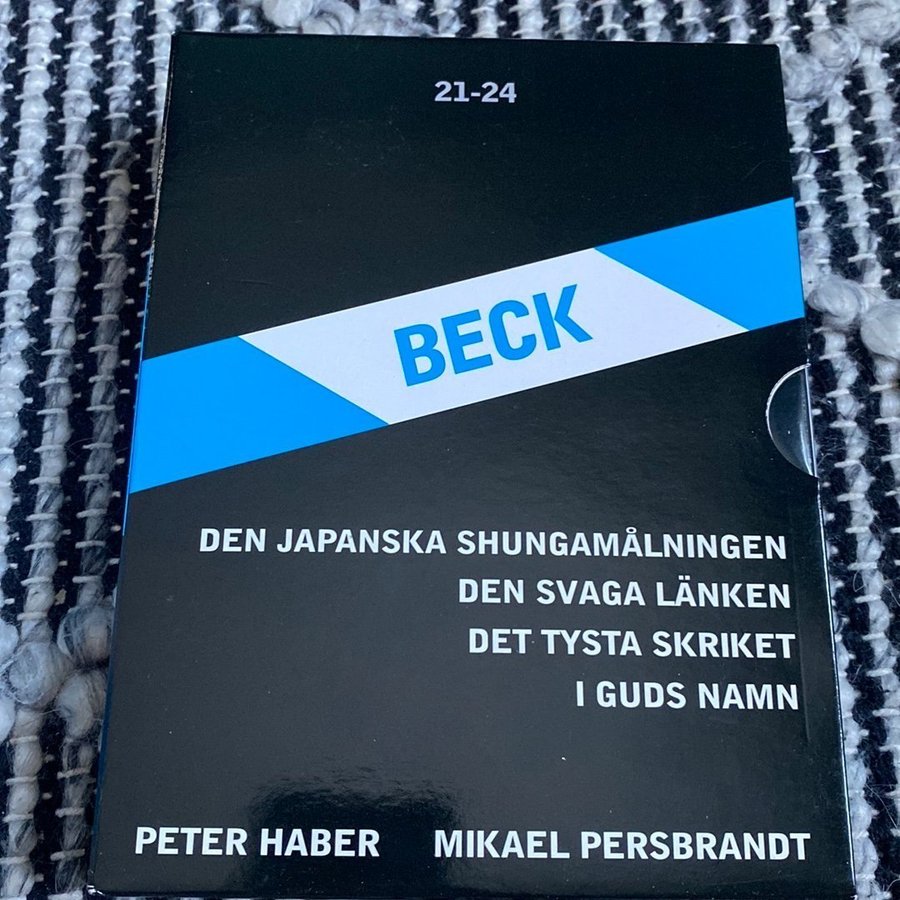 21-24
BECK
DEN JAPANSKA SHUNGAMÅLNINGEN
DEN SVAGA LÄNKEN
DET TYSTA SKRIKET
I GUDS NAMN
PETER HABER MIKAEL PERSBRANDT